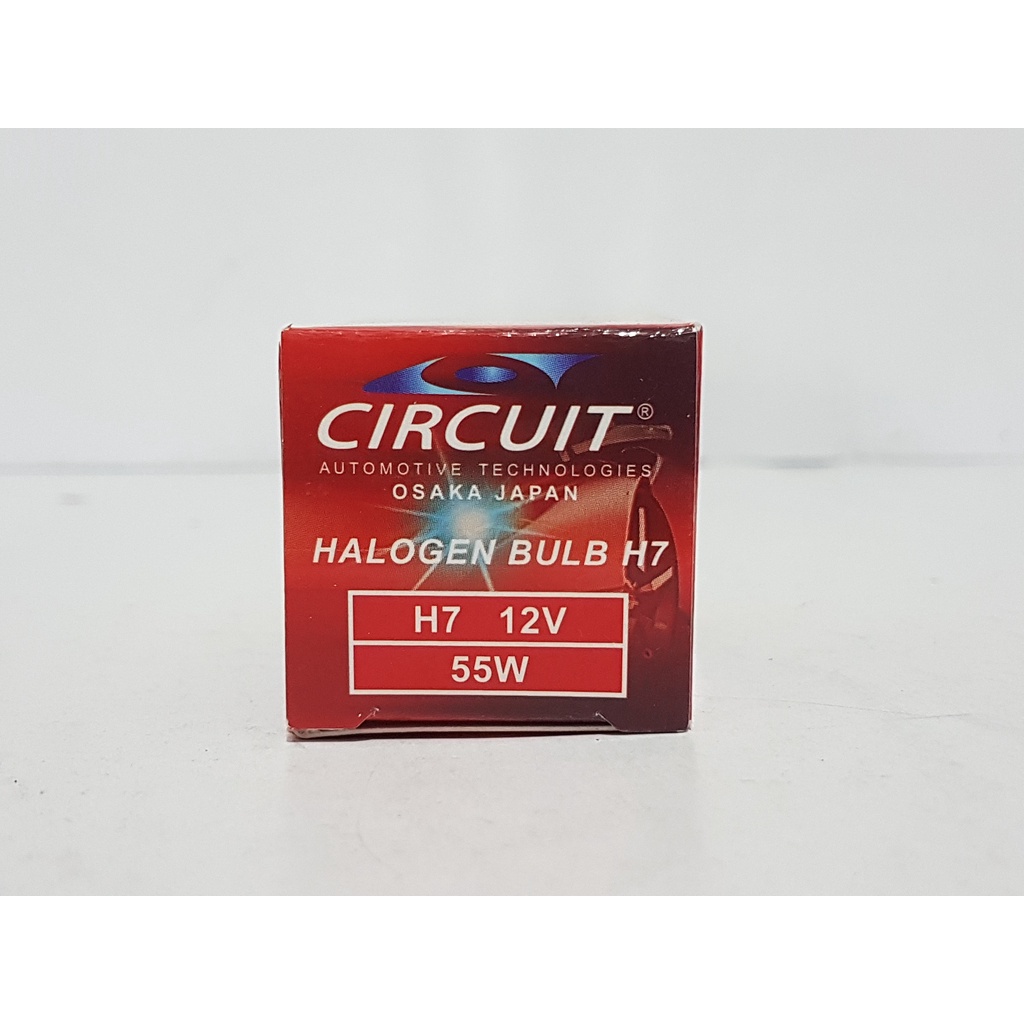 CIRCUIT®
AUTOMOTIVE TECHNOLOGIES
OSAKA JAPAN
HALOGEN BULB H7
H7 12V
55W